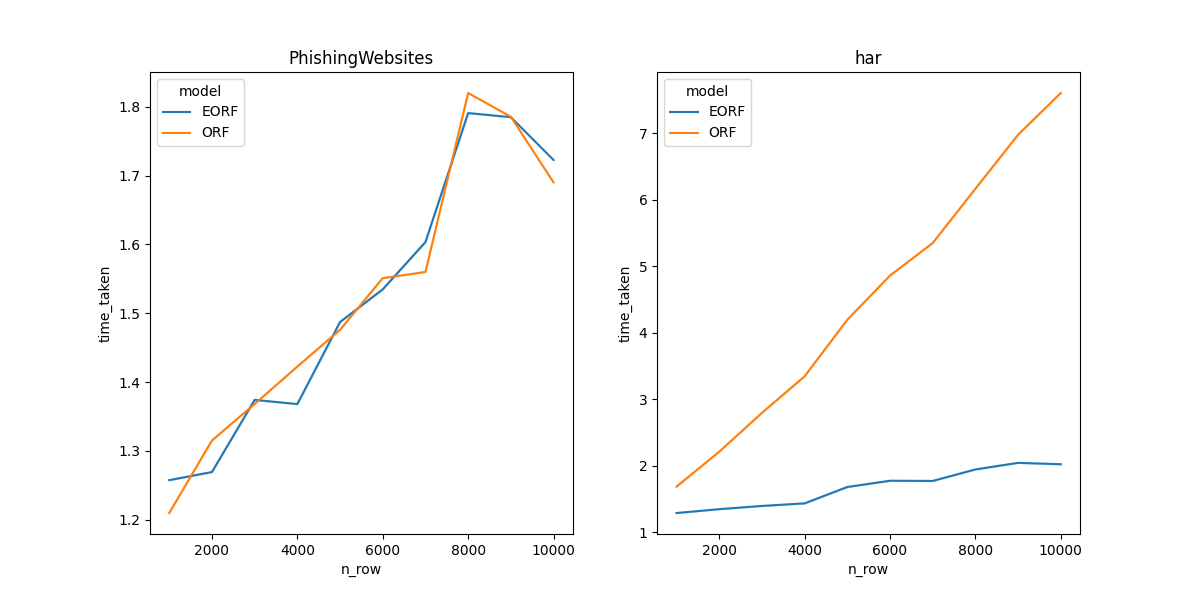 PhishingWebsites
model
EORF
ORF
1.8
1.7
1.6
1.5
1.4
1.3
1.2
time_taken
2000 4000 6000 8000 10000
n_row
har
model
EORF
ORF
7
6
5
4
3
2
1
time_taken
2000 4000 6000 8000 10000
n_row